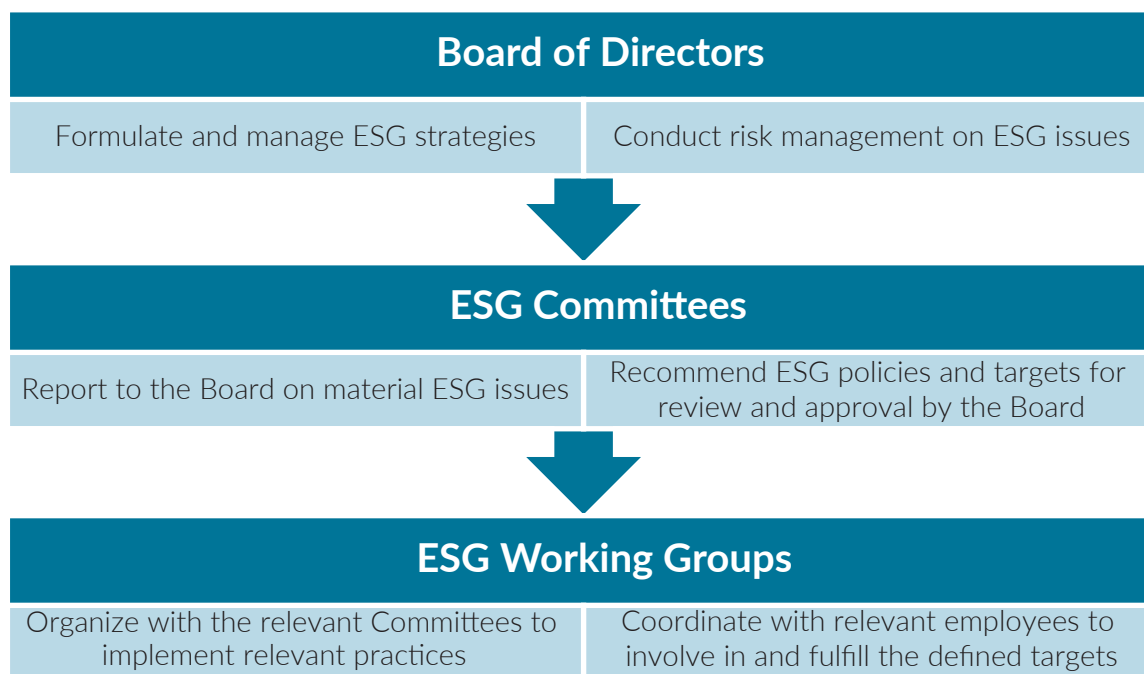 Board of Directors
Formulate and manage ESG strategies
Conduct risk management on ESG issues
ESG Committees
Report to the Board on material ESG issues
Recommend ESG policies and targets for
review and approval by the Board
ESG Working Groups
Organize with the relevant Committees to
implement relevant practices
Coordinate with relevant employees to
involve in and fulfill the defined targets